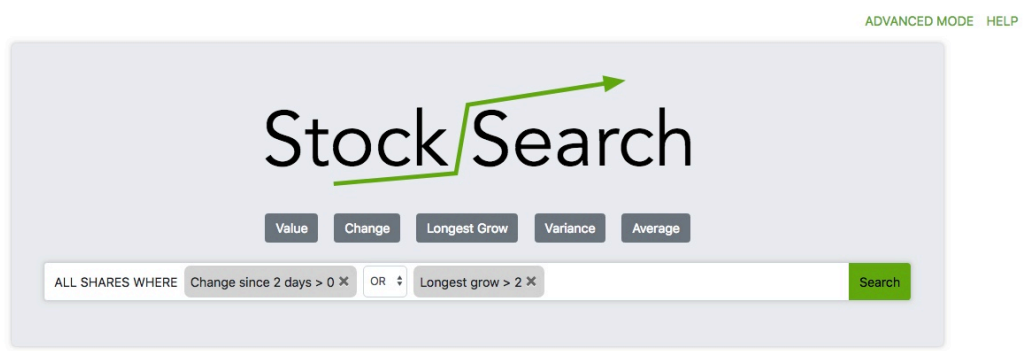 ADVANCED MODE HELP
Stock Search
Value Change Longest Grow Variance Average
ALL SHARES WHERE Change since 2 days > 0 × OR Longest grow > 2 × Search